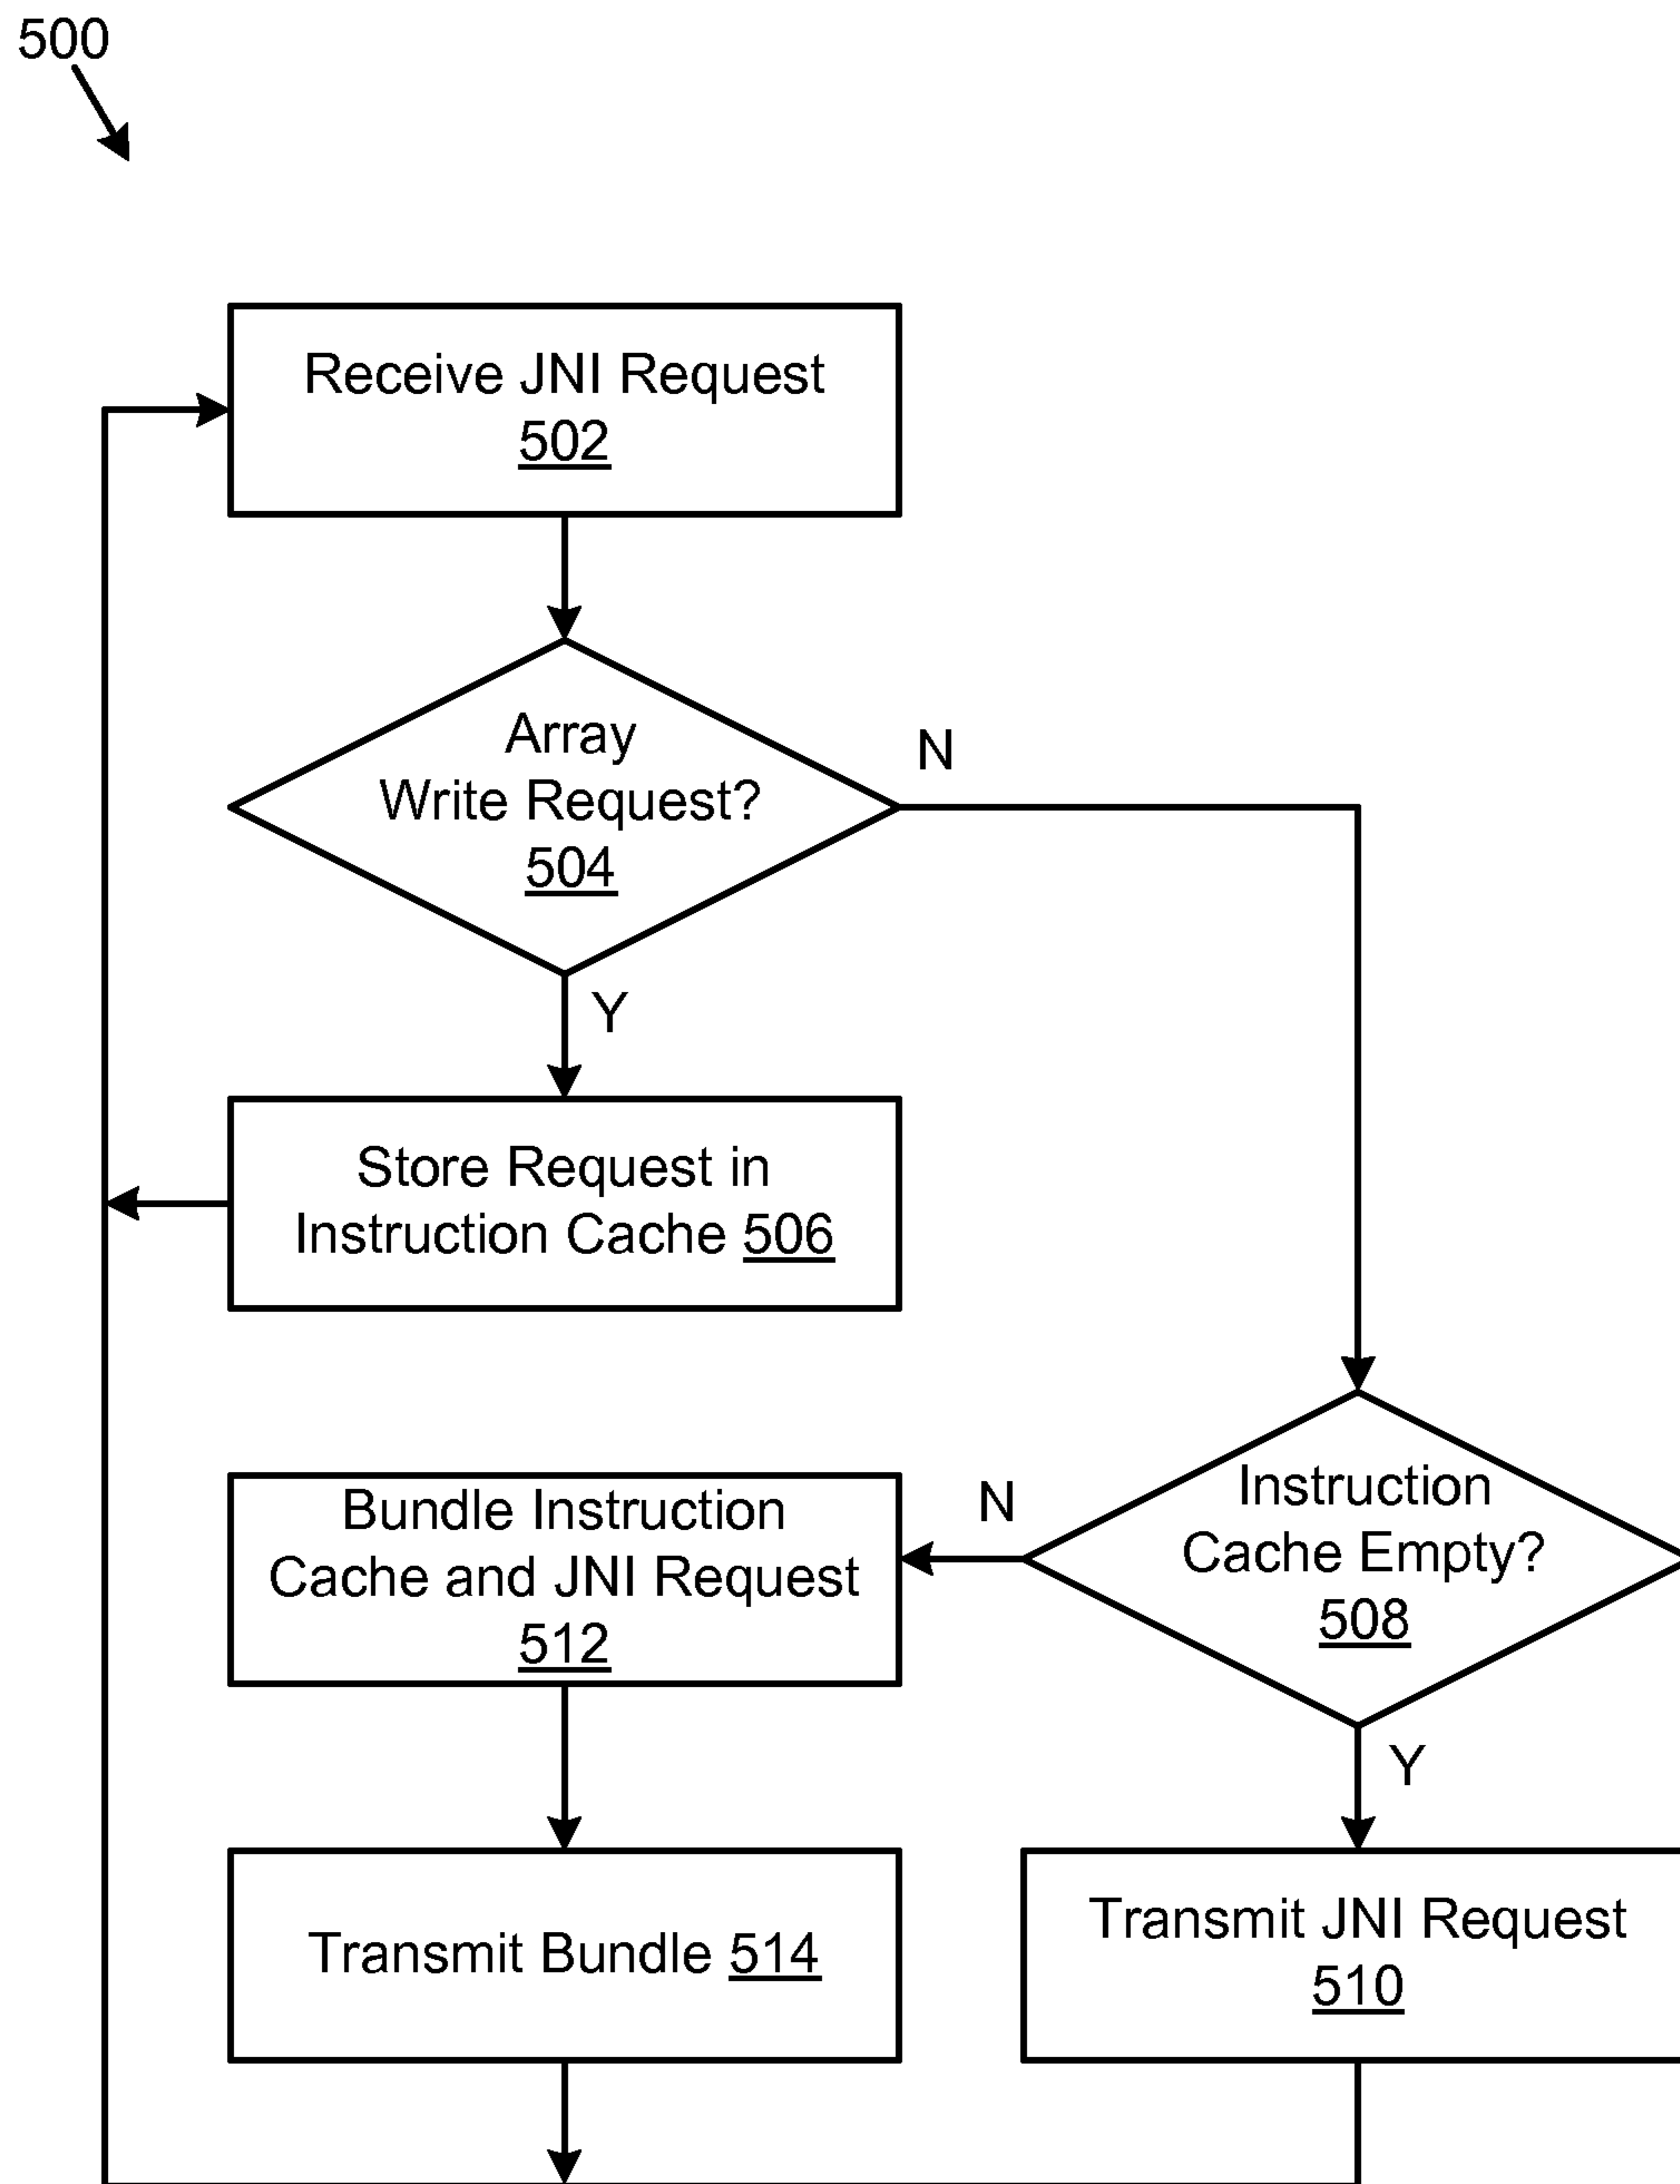 500
Receive JNI Request
502
Array
Write Request?
504
N
Y
Store Request in
Instruction Cache 506
Instruction
Cache Empty?
508
N
Y
Bundle Instruction
Cache and JNI Request
512
Transmit Bundle 514
Transmit JNI Request
510